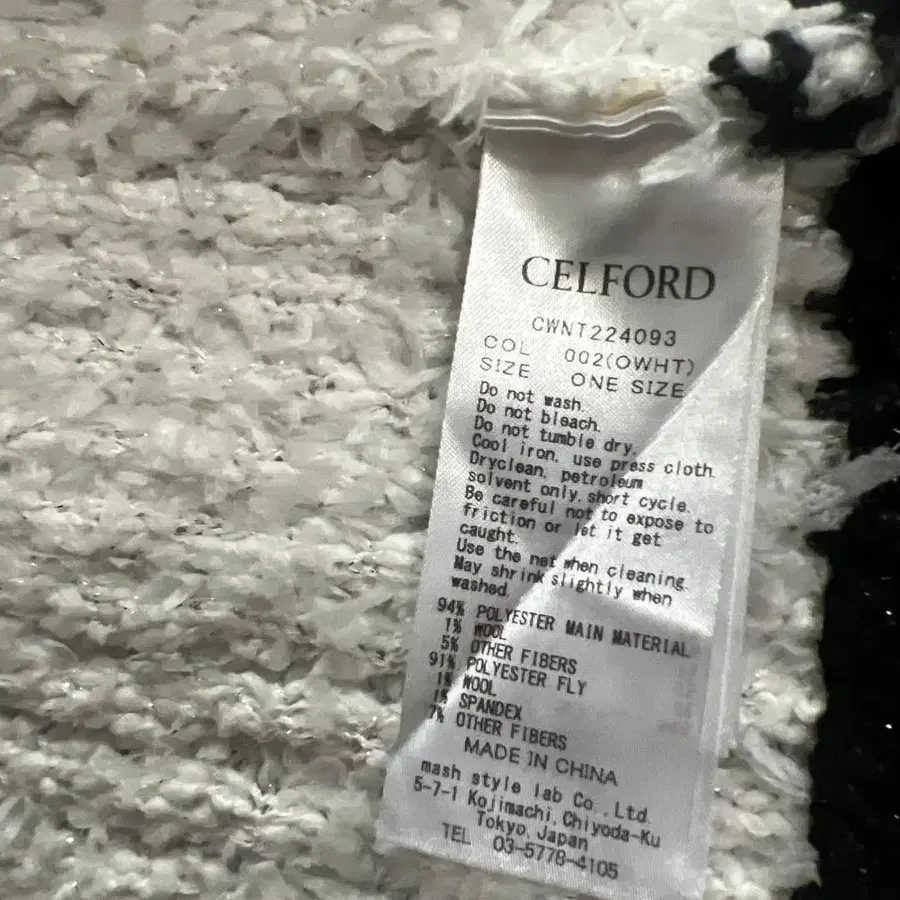 CELFORD
CWNT224093
COL 002(OWHT)
SIZE ONE SIZE
Do not wash.
Do not bleach.
Do not tumble dry.
Cool iron, use press cloth.
Dryclean, petroleum
solvent only, short cycle.
Be careful not to expose to
friction or let it get
caught.
Use the net when cleaning.
May shrink slightly when
washed.
94% POLYESTER MAIN MATERIAL
1% WOOL
5% OTHER FIBERS
91% POLYESTER FLY
1% WOOL
1% SPANDEX
7% OTHER FIBERS
MADE IN CHINA
mash style lab Co.,Ltd.
5-7-1 Kojimachi, Chiyoda-Ku
Tokyo, Japan
TEL 03-5778-4105